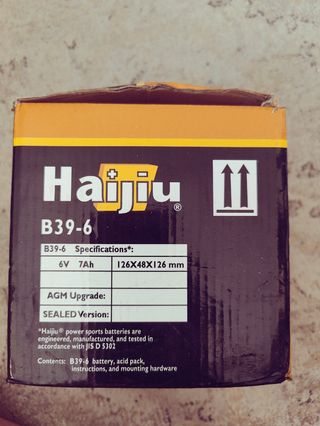 Haijiu®
B39-6
B39-6 Specifications*:
6V 7Ah 126X48X126 mm
AGM Upgrade:
SEALED Version:
*Haijiu® power sports batteries are
engineered, manufactured, and tested in
accordance with JIS D 5302
Contents: B39-6 battery, acid pack,
instructions, and mounting hardware